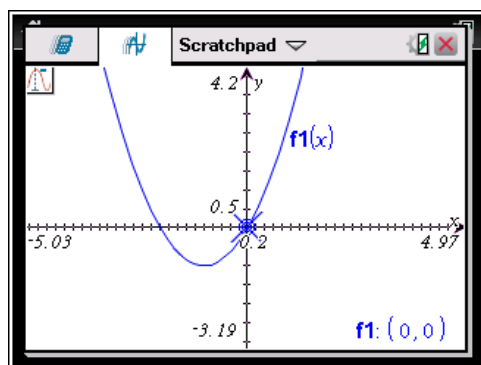 Scratchpad
4.2 y
f1(x)
0.5
x
-5.03 0.2 4.97
-3.19
f1: (0,0)